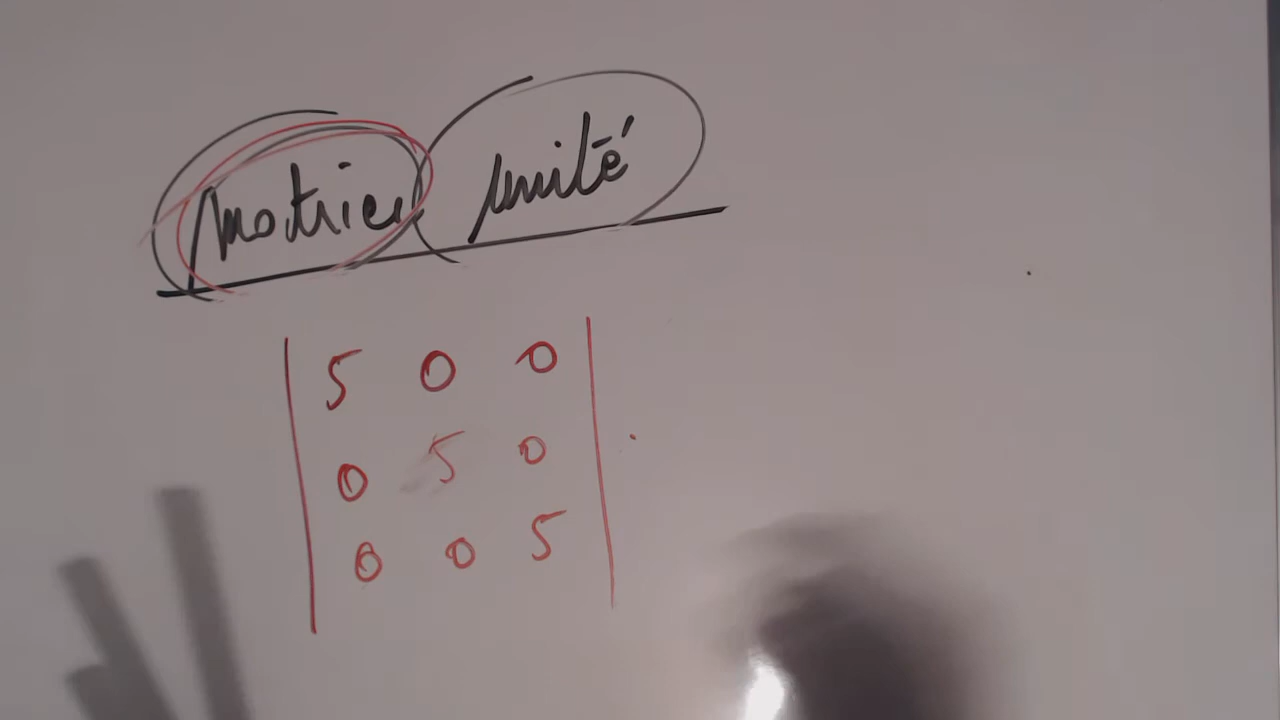 Matrice unité
| 5 0 0 |
| 0 5 0 |
| 0 0 5 |